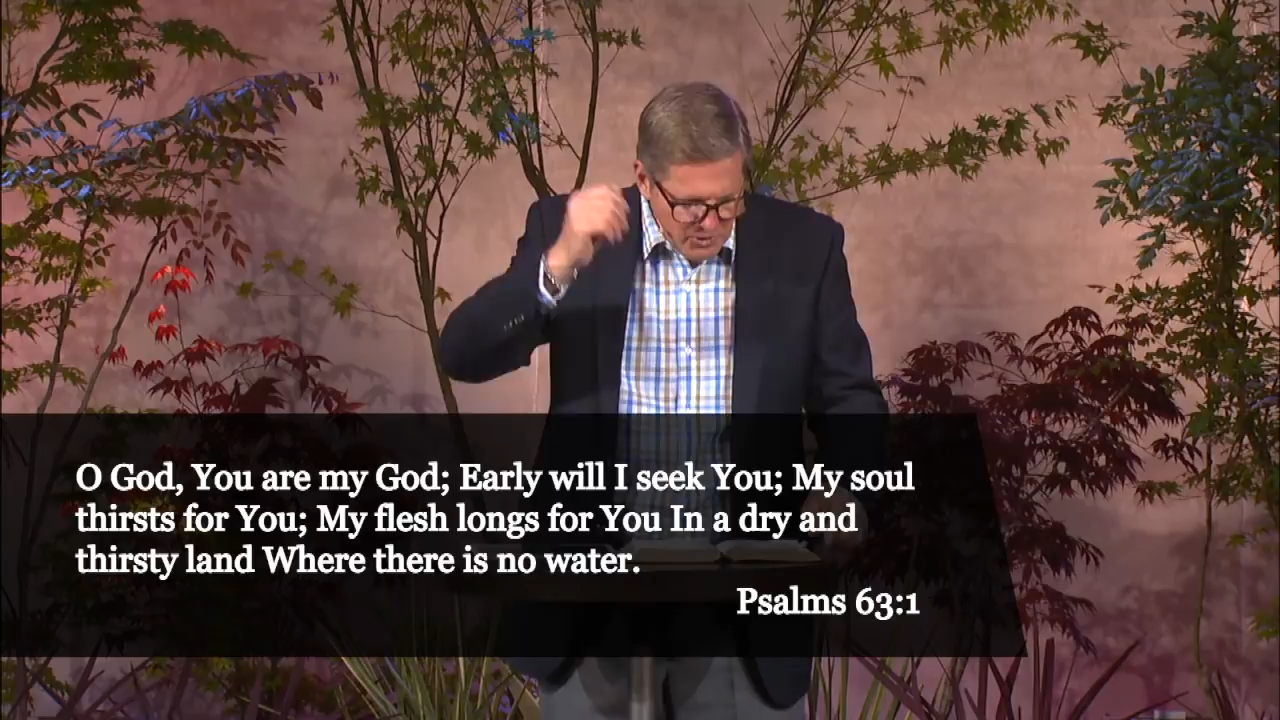 O God, You are my God; Early will I seek You; My soul
thirsts for You; My flesh longs for You In a dry and
thirsty land Where there is no water.
Psalms 63:1